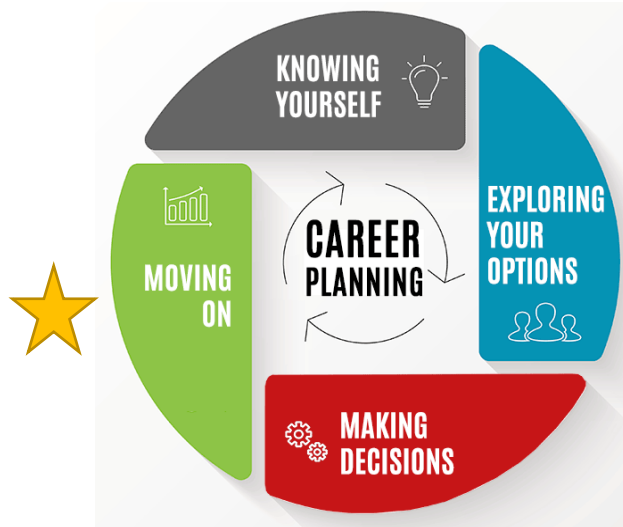 KNOWING
YOURSELF
EXPLORING
YOUR
OPTIONS
CAREER
PLANNING
MOVING
ON
MAKING
DECISIONS